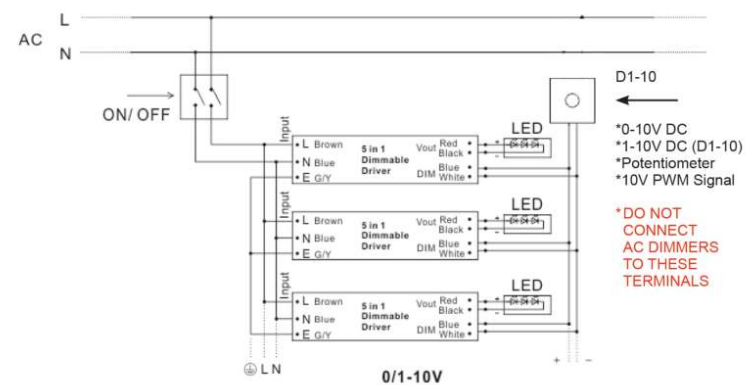 L
AC
N
ON/ OFF
D1-10
*0-10V DC
*1-10V DC (D1-10)
*Potentiometer
*10V PWM Signal
*DO NOT
CONNECT
AC DIMMERS
TO THESE
TERMINALS
Input
L Brown
N Blue
E G/Y
5 in 1
Dimmable
Driver
Vout Red
Black
DIM Blue
White
LED
+
-
Input
L Brown
N Blue
E G/Y
5 in 1
Dimmable
Driver
Vout Red
Black
DIM Blue
White
LED
+
-
Input
L Brown
N Blue
E G/Y
5 in 1
Dimmable
Driver
Vout Red
Black
DIM Blue
White
LED
+
-
L N
0/1-10V
+ -